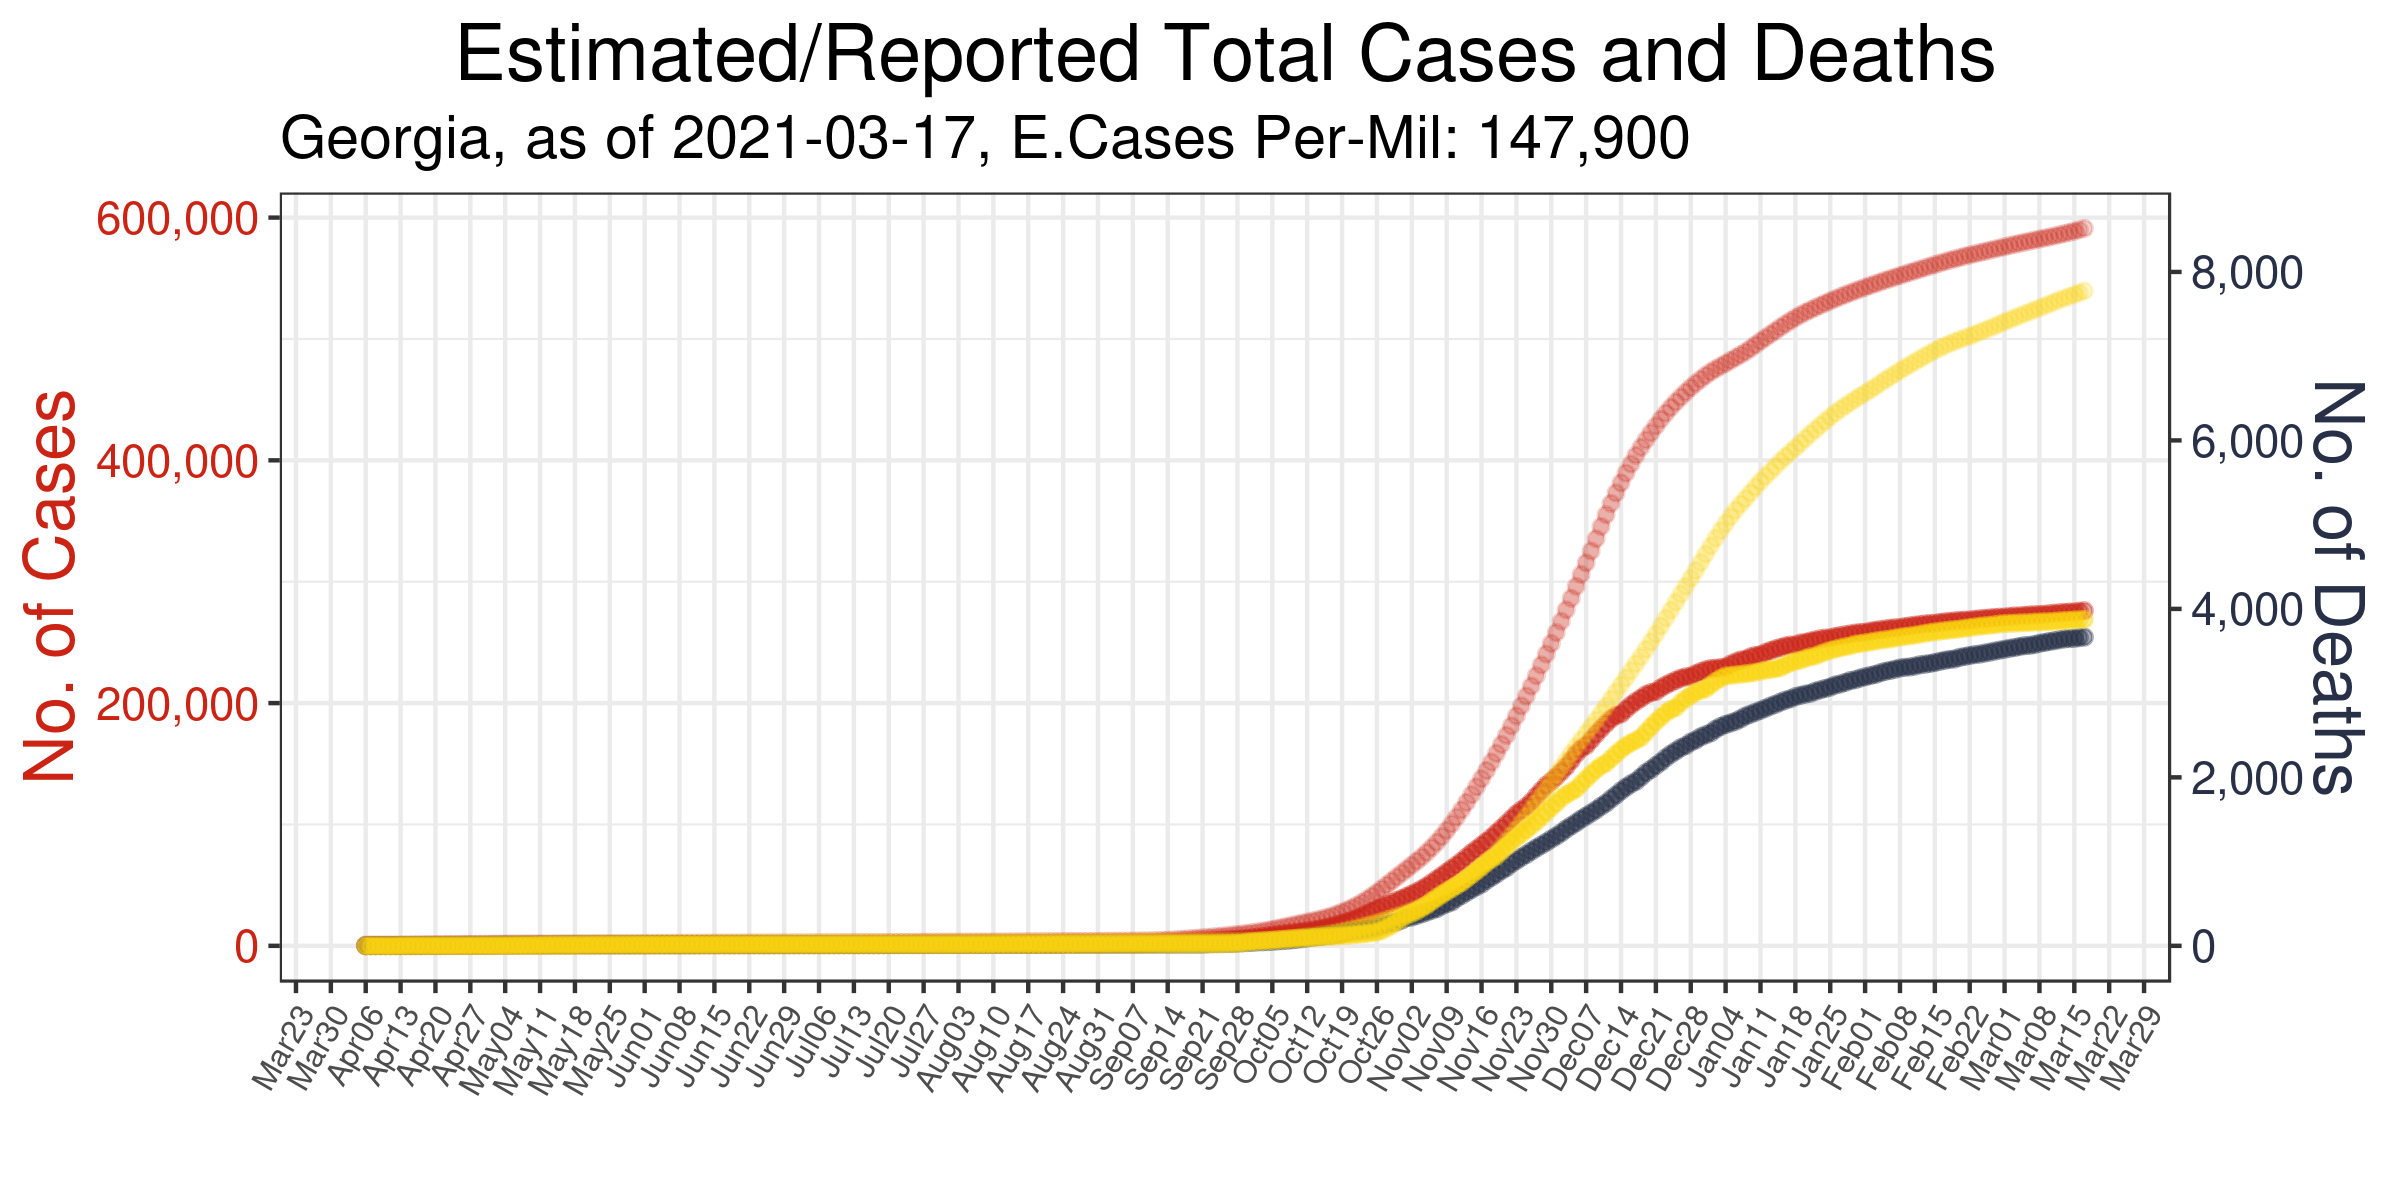 Estimated/Reported Total Cases and Deaths
Georgia, as of 2021-03-17, E.Cases Per-Mil: 147,900
No. of Cases
600,000
400,000
200,000
0
8,000
6,000
4,000
2,000
0
No. of Deaths
Mar23
Mar30
Apr06
Apr13
Apr20
Apr27
May04
May11
May18
May25
Jun01
Jun08
Jun15
Jun22
Jun29
Jul06
Jul13
Jul20
Jul27
Aug03
Aug10
Aug17
Aug24
Aug31
Sep07
Sep14
Sep21
Sep28
Oct05
Oct12
Oct19
Oct26
Nov02
Nov09
Nov16
Nov23
Nov30
Dec07
Dec14
Dec21
Dec28
Jan04
Jan11
Jan18
Jan25
Feb01
Feb08
Feb15
Feb22
Mar01
Mar08
Mar15
Mar22
Mar29